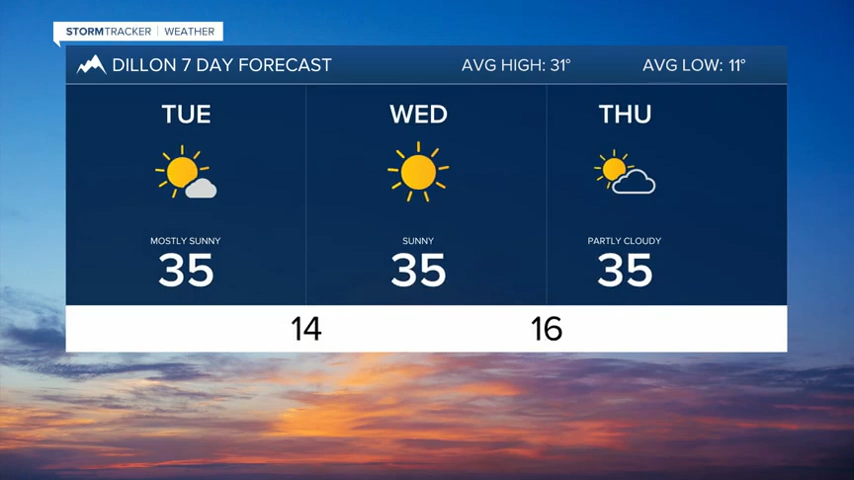 STORMTRACKER | WEATHER
DILLON 7 DAY FORECAST AVG HIGH: 31° AVG LOW: 11°
TUE WED THU
MOSTLY SUNNY SUNNY PARTLY CLOUDY
35 35 35
14 16